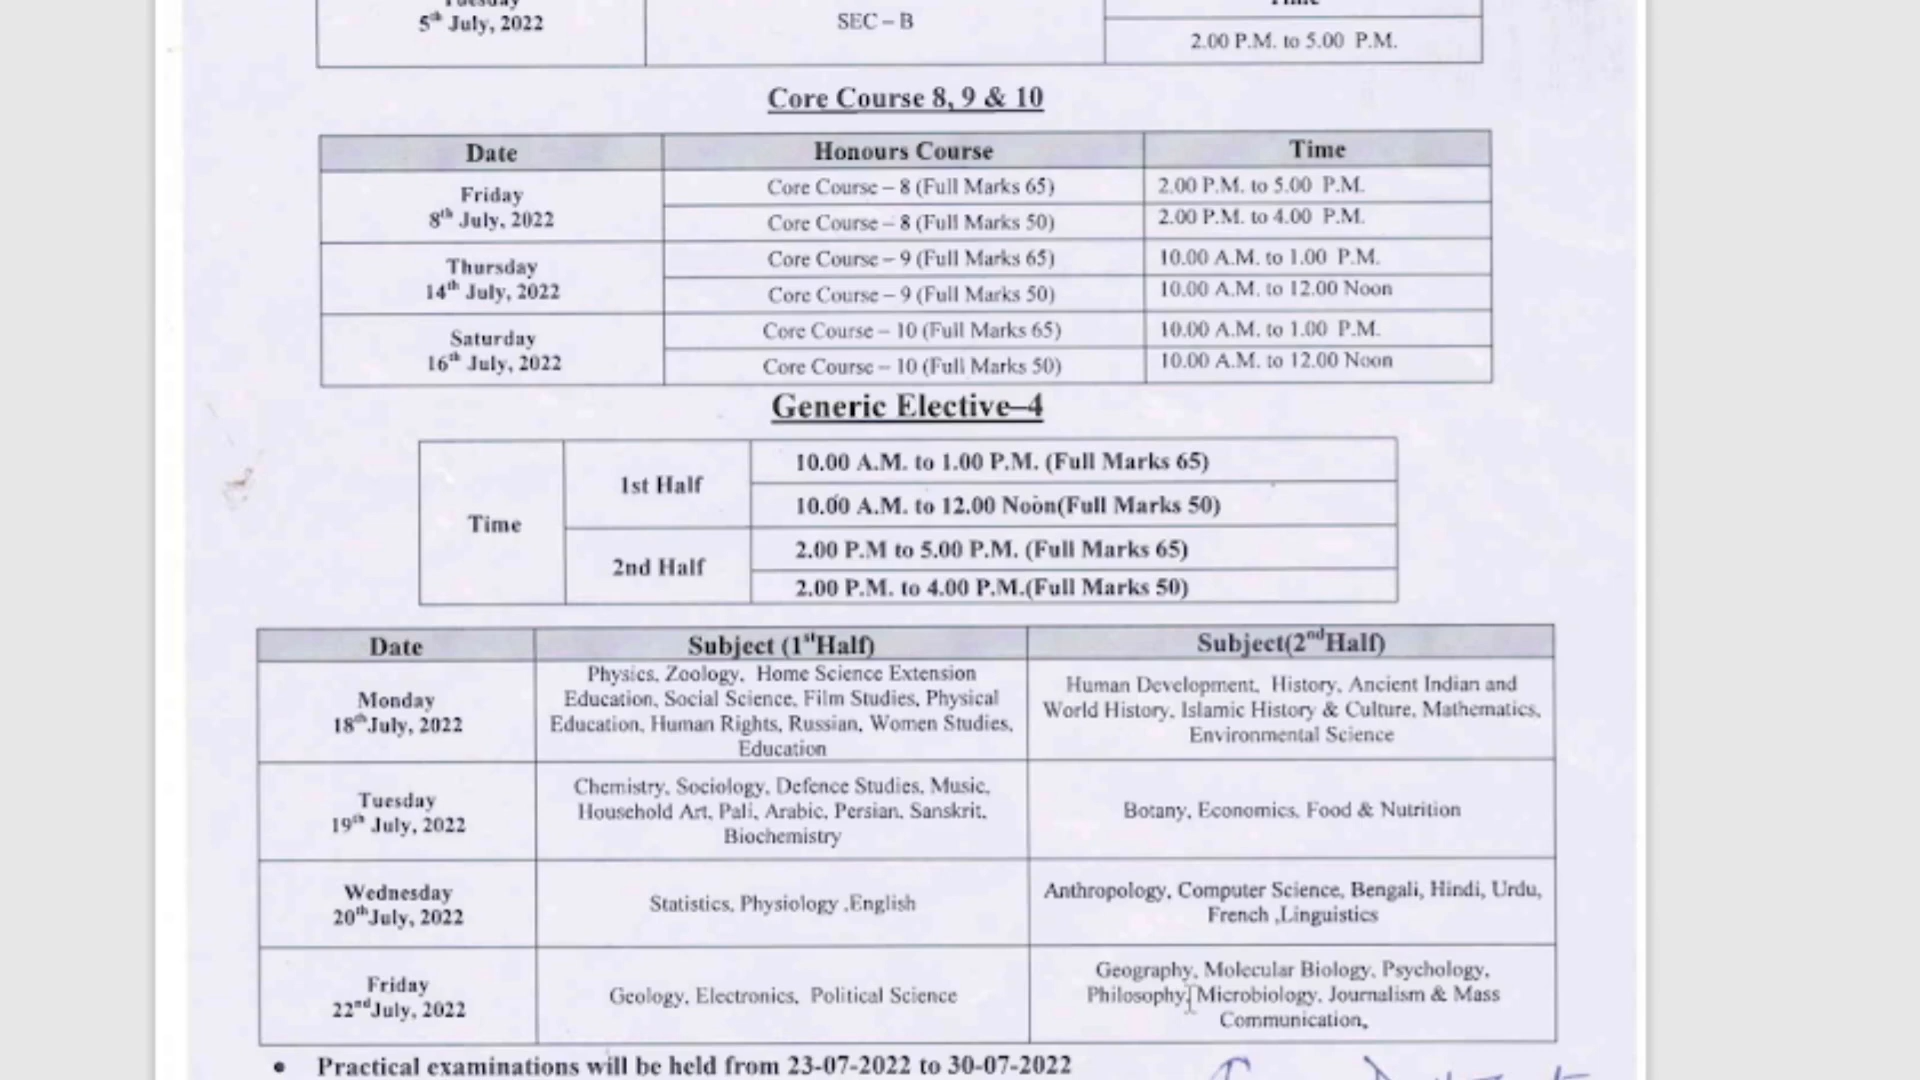 Tuesday
5th July, 2022
SEC – B
Time
2.00 P.M. to 5.00 P.M.
Core Course 8, 9 & 10
Date Honours Course Time
Friday
8th July, 2022
Core Course – 8 (Full Marks 65) 2.00 P.M. to 5.00 P.M.
Core Course – 8 (Full Marks 50) 2.00 P.M. to 4.00 P.M.
Thursday
14th July, 2022
Core Course – 9 (Full Marks 65) 10.00 A.M. to 1.00 P.M.
Core Course – 9 (Full Marks 50) 10.00 A.M. to 12.00 Noon
Saturday
16th July, 2022
Core Course – 10 (Full Marks 65) 10.00 A.M. to 1.00 P.M.
Core Course – 10 (Full Marks 50) 10.00 A.M. to 12.00 Noon
Generic Elective–4
Time
1st Half
10.00 A.M. to 1.00 P.M. (Full Marks 65)
10.00 A.M. to 12.00 Noon(Full Marks 50)
2nd Half
2.00 P.M to 5.00 P.M. (Full Marks 65)
2.00 P.M. to 4.00 P.M.(Full Marks 50)
Date Subject (1stHalf) Subject(2ndHalf)
Monday
18thJuly, 2022
Physics, Zoology, Home Science Extension
Education, Social Science, Film Studies, Physical
Education, Human Rights, Russian, Women Studies,
Education
Human Development, History, Ancient Indian and
World History, Islamic History & Culture, Mathematics,
Environmental Science
Tuesday
19th July, 2022
Chemistry, Sociology, Defence Studies, Music,
Household Art, Pali, Arabic, Persian, Sanskrit,
Biochemistry
Botany, Economics, Food & Nutrition
Wednesday
20thJuly, 2022
Statistics, Physiology ,English
Anthropology, Computer Science, Bengali, Hindi, Urdu,
French ,Linguistics
Friday
22ndJuly, 2022
Geology, Electronics, Political Science
Geography, Molecular Biology, Psychology,
Philosophy, Microbiology, Journalism & Mass
Communication,
• Practical examinations will be held from 23-07-2022 to 30-07-2022